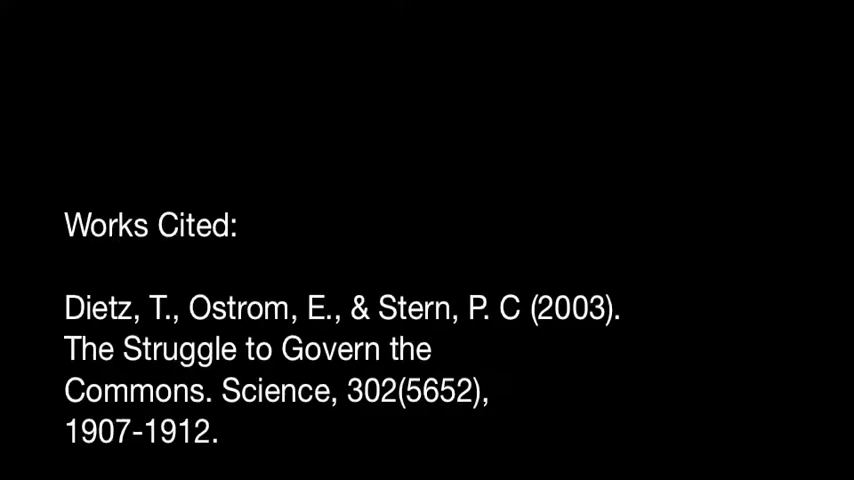 Works Cited:
Dietz, T., Ostrom, E., & Stern, P. C (2003).
The Struggle to Govern the
Commons. Science, 302(5652),
1907-1912.